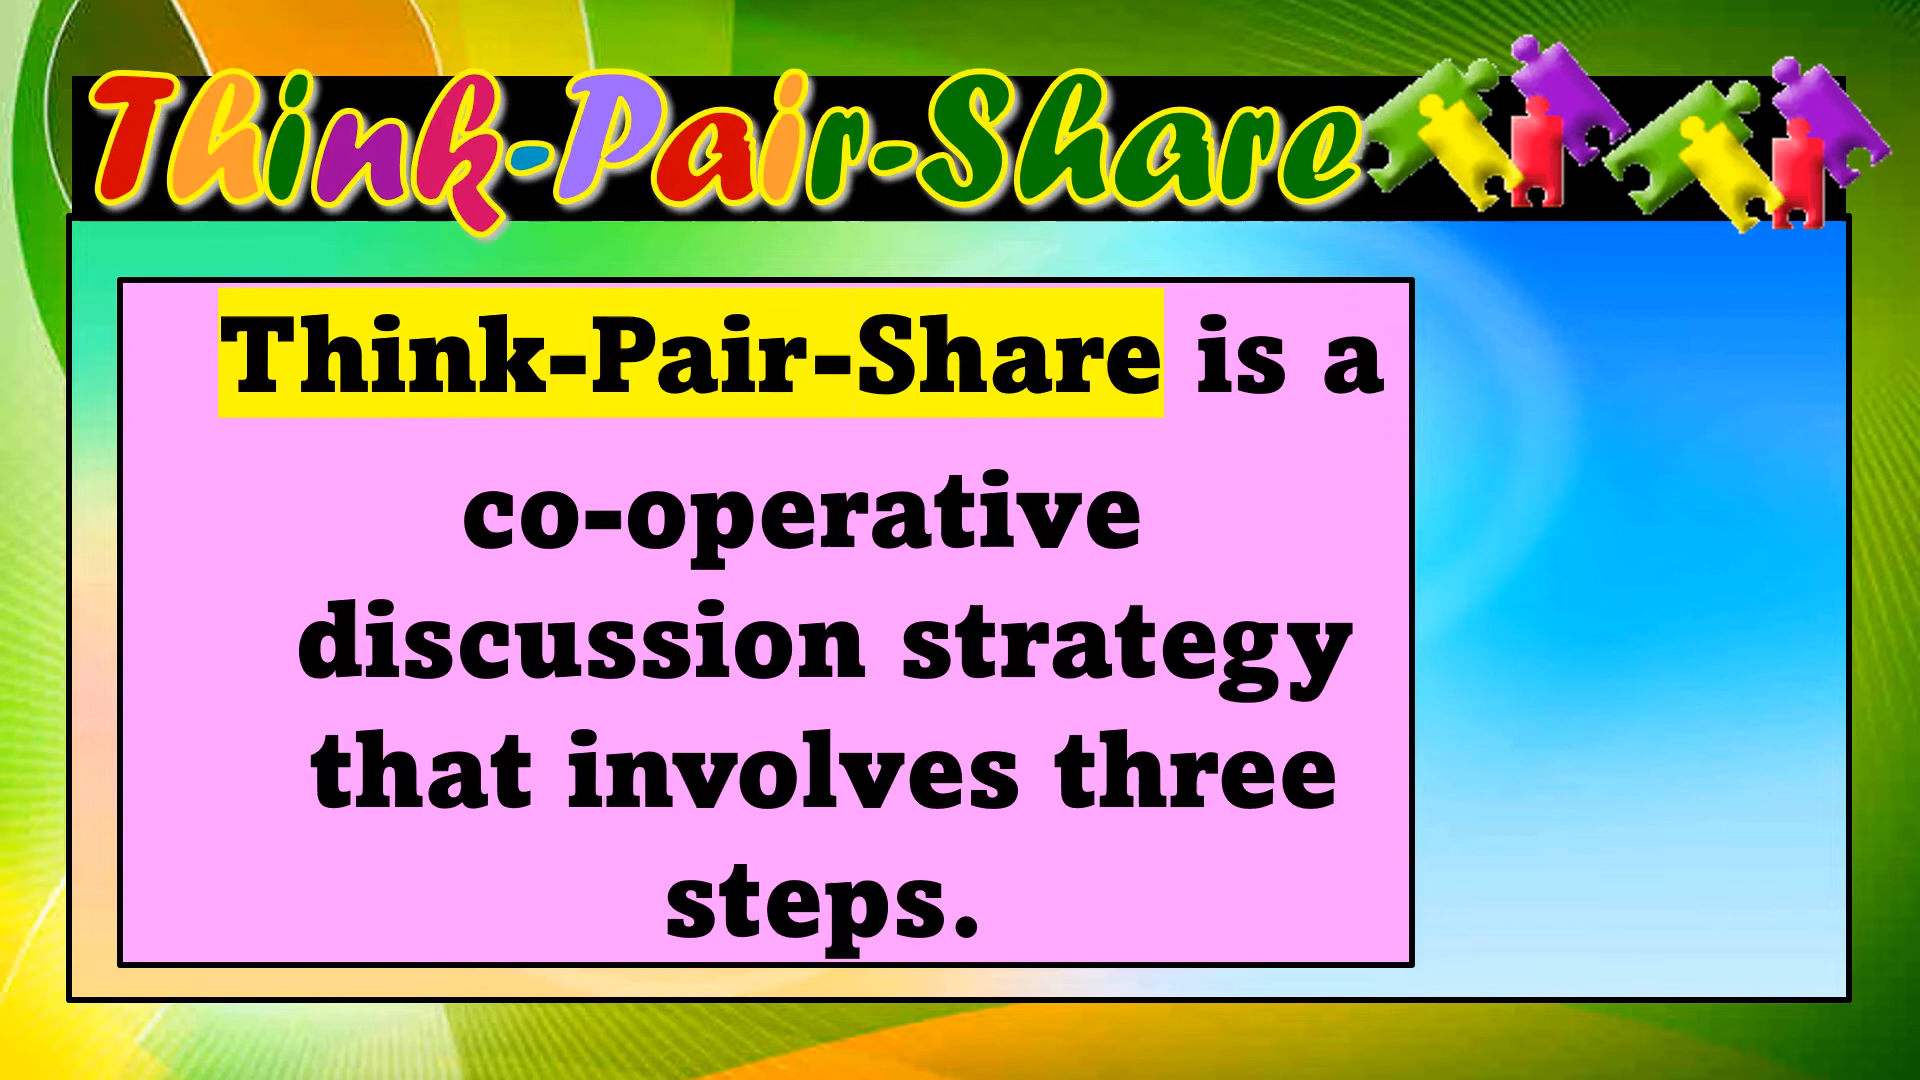 Think-Pair-Share
Think-Pair-Share is a
co-operative
discussion strategy
that involves three
steps.